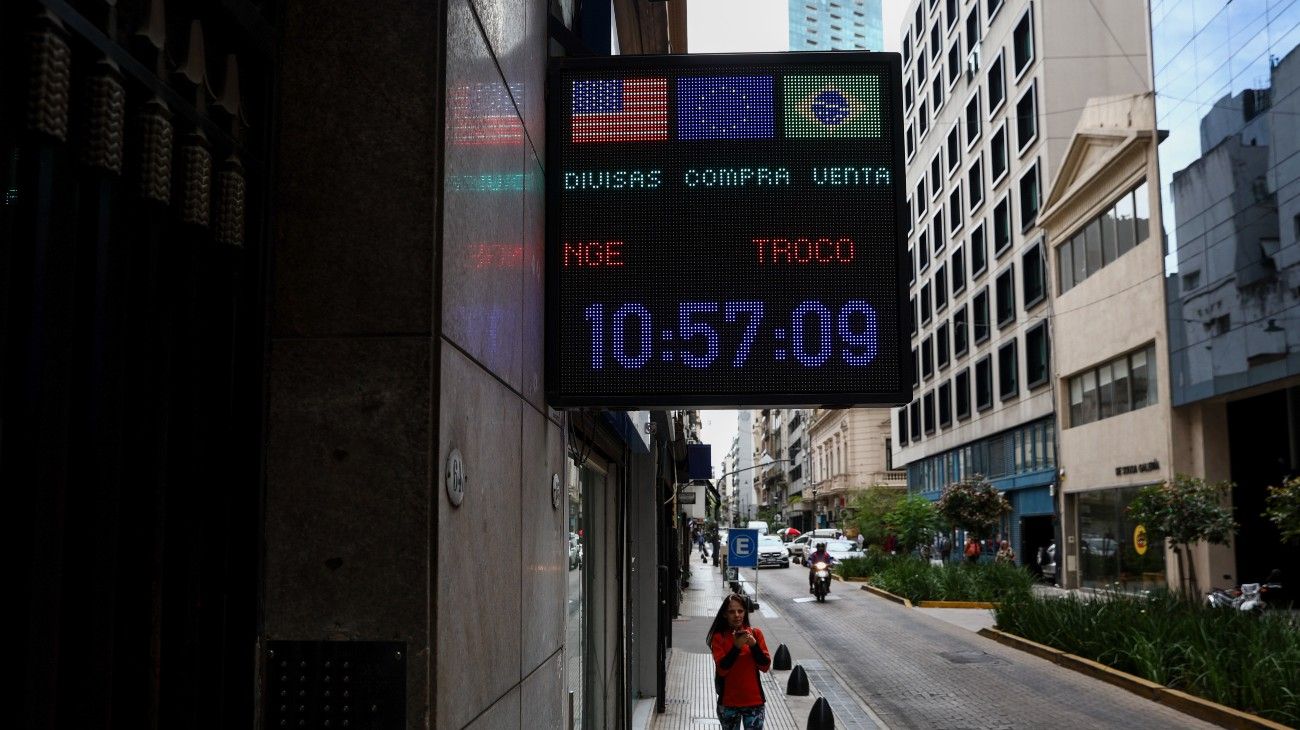 DIVISAS COMPRA VENTA
NGE TROCO
10:57:09
E